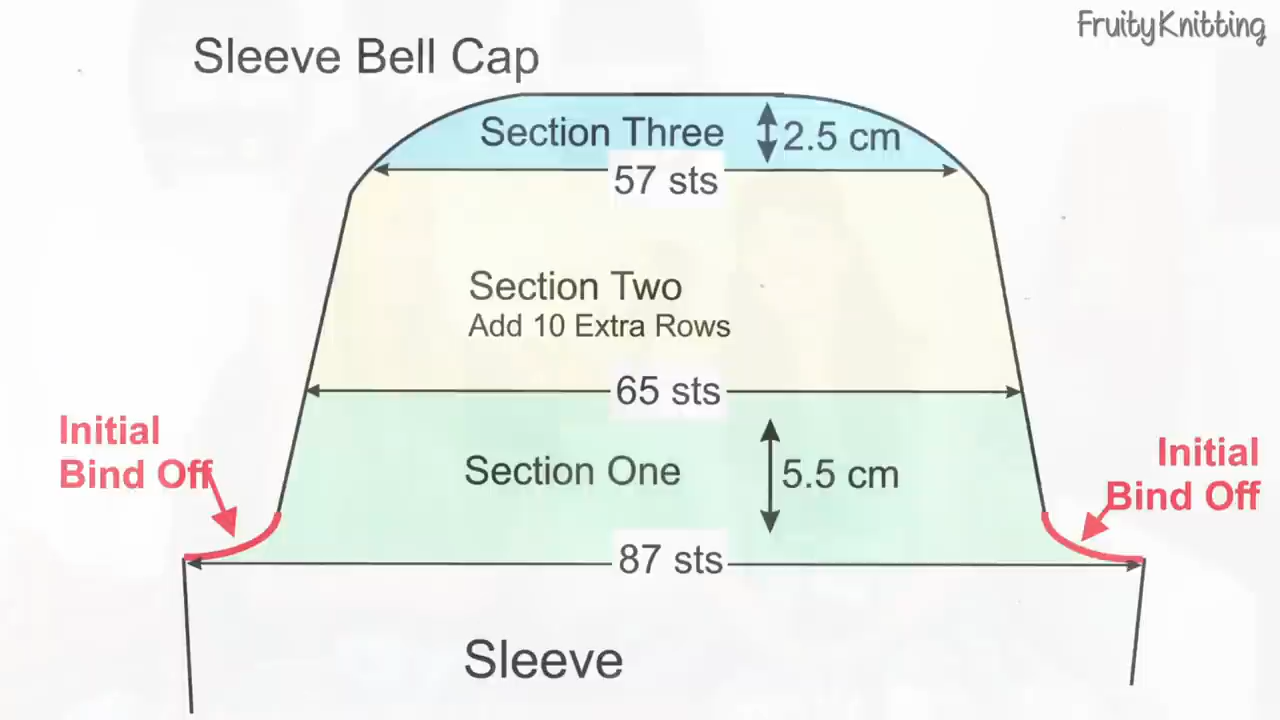 FruityKnitting
Sleeve Bell Cap
Section Three
2.5 cm
57 sts
Section Two
Add 10 Extra Rows
65 sts
Initial
Bind Off
Section One
5.5 cm
Initial
Bind Off
87 sts
Sleeve